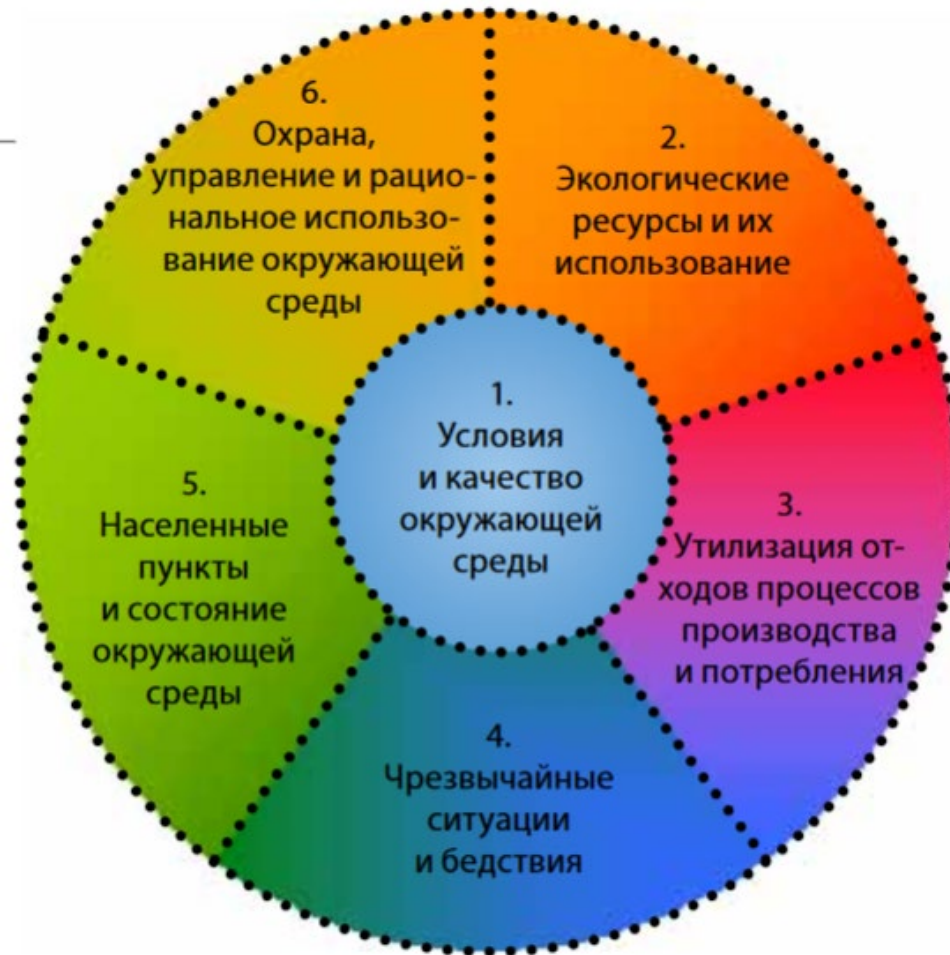 1.
Условия
и качество
окружающей
среды
2.
Экологические
ресурсы и их
использование
3.
Утилизация от-
ходов процессов
производства
и потребления
4.
Чрезвычайные
ситуации
и бедствия
5.
Населенные
пункты
и состояние
окружающей
среды
6.
Охрана,
управление и рацио-
нальное использо-
вание окружающей
среды